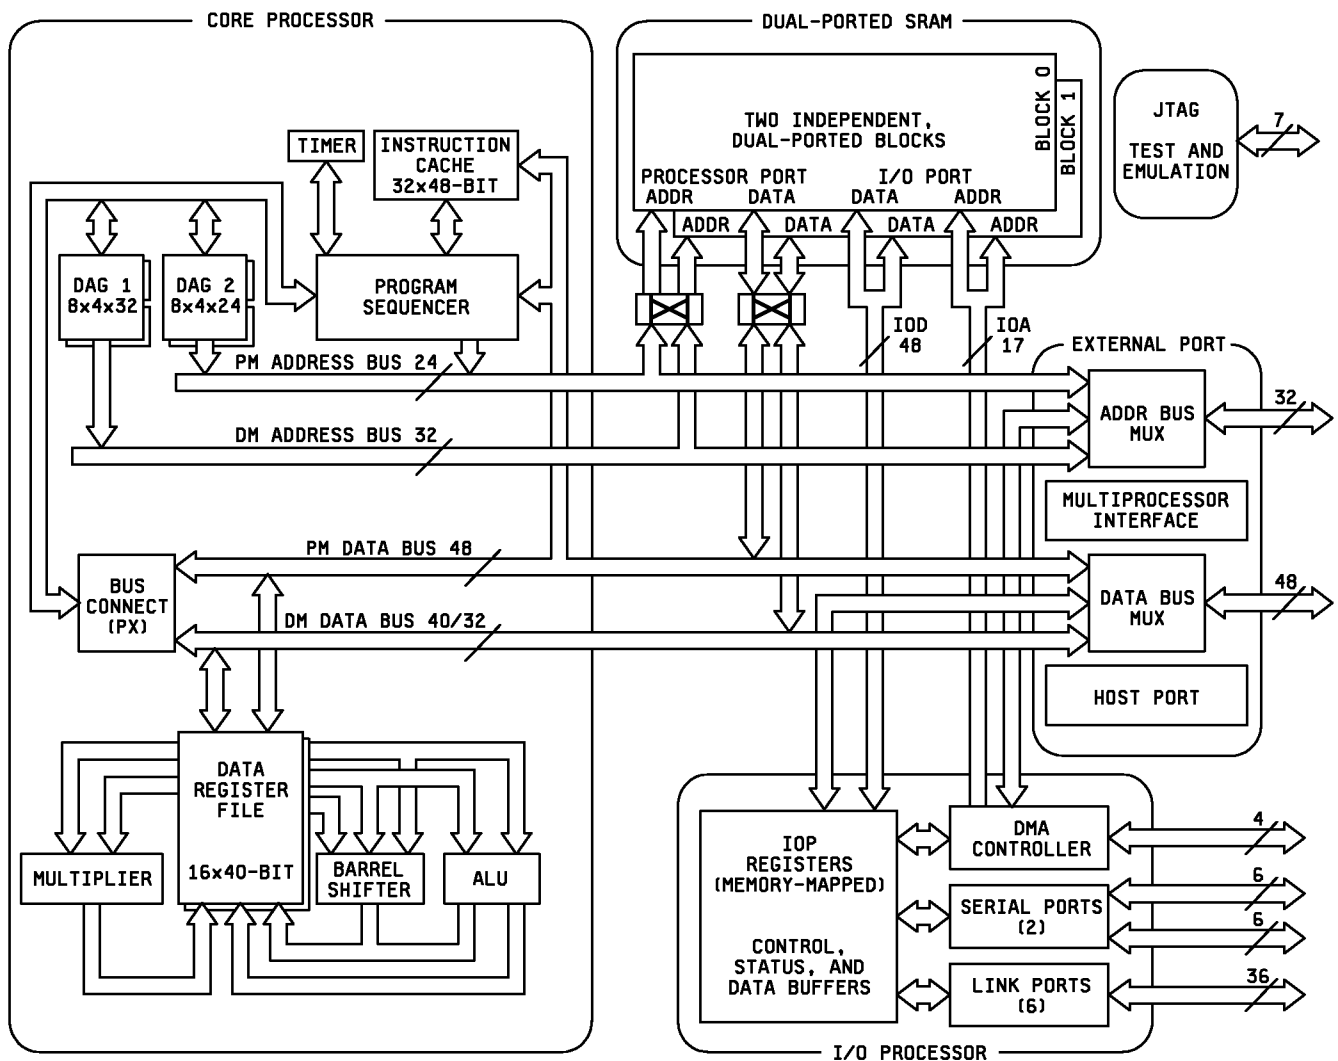 CORE PROCESSOR
DUAL-PORTED SRAM
TWO INDEPENDENT,
DUAL-PORTED BLOCKS
BLOCK 0
BLOCK 1
PROCESSOR PORT
I/O PORT
ADDR
DATA
DATA
ADDR
ADDR
DATA
DATA
ADDR
JTAG
TEST AND
EMULATION
7
TIMER
INSTRUCTION
CACHE
32x48-BIT
DAG 1
8x4x32
DAG 2
8x4x24
PROGRAM
SEQUENCER
IOD
48
IOA
17
PM ADDRESS BUS 24
DM ADDRESS BUS 32
EXTERNAL PORT
ADDR BUS
MUX
32
MULTIPROCESSOR
INTERFACE
PM DATA BUS 48
BUS
CONNECT
(PX)
DM DATA BUS 40/32
DATA BUS
MUX
48
HOST PORT
DATA
REGISTER
FILE
16x40-BIT
MULTIPLIER
BARREL
SHIFTER
ALU
IOP
REGISTERS
(MEMORY-MAPPED)
CONTROL,
STATUS, AND
DATA BUFFERS
DMA
CONTROLLER
4
SERIAL PORTS
(2)
6
6
LINK PORTS
(6)
36
I/O PROCESSOR